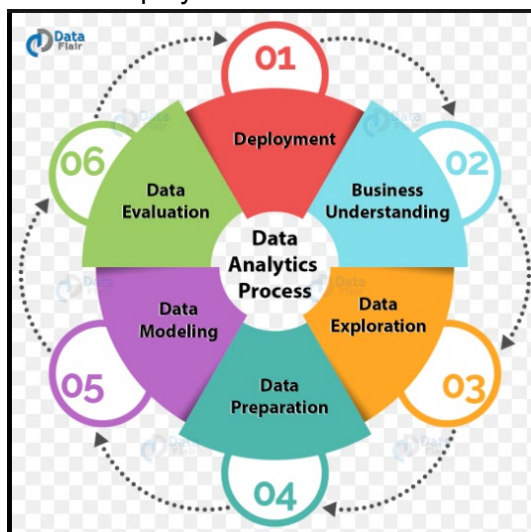 Data
Flair
01
Deployment
02
Business
Understanding
03
Data
Exploration
04
Data
Preparation
05
Data
Modeling
06
Data
Evaluation
Data
Analytics
Process